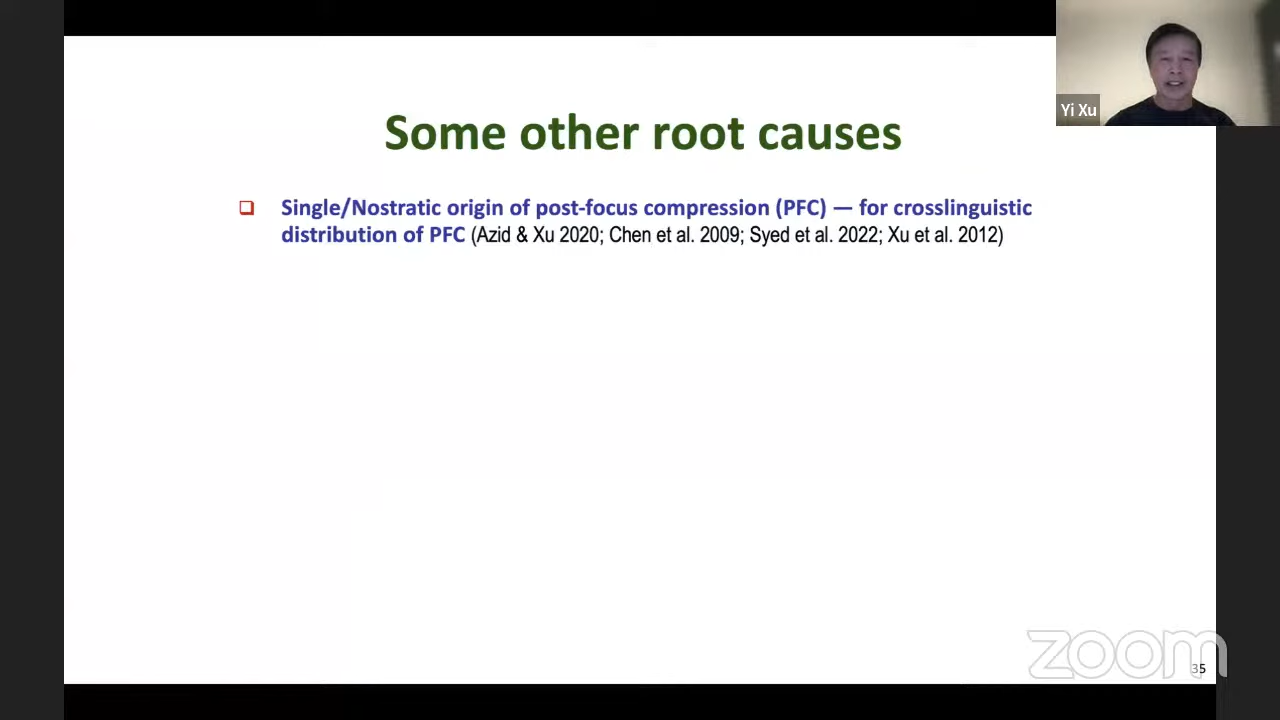 Yi Xu
Some other root causes
Single/Nostratic origin of post-focus compression (PFC) — for crosslinguistic
distribution of PFC (Azid & Xu 2020; Chen et al. 2009; Syed et al. 2022; Xu et al. 2012)
zoom
35